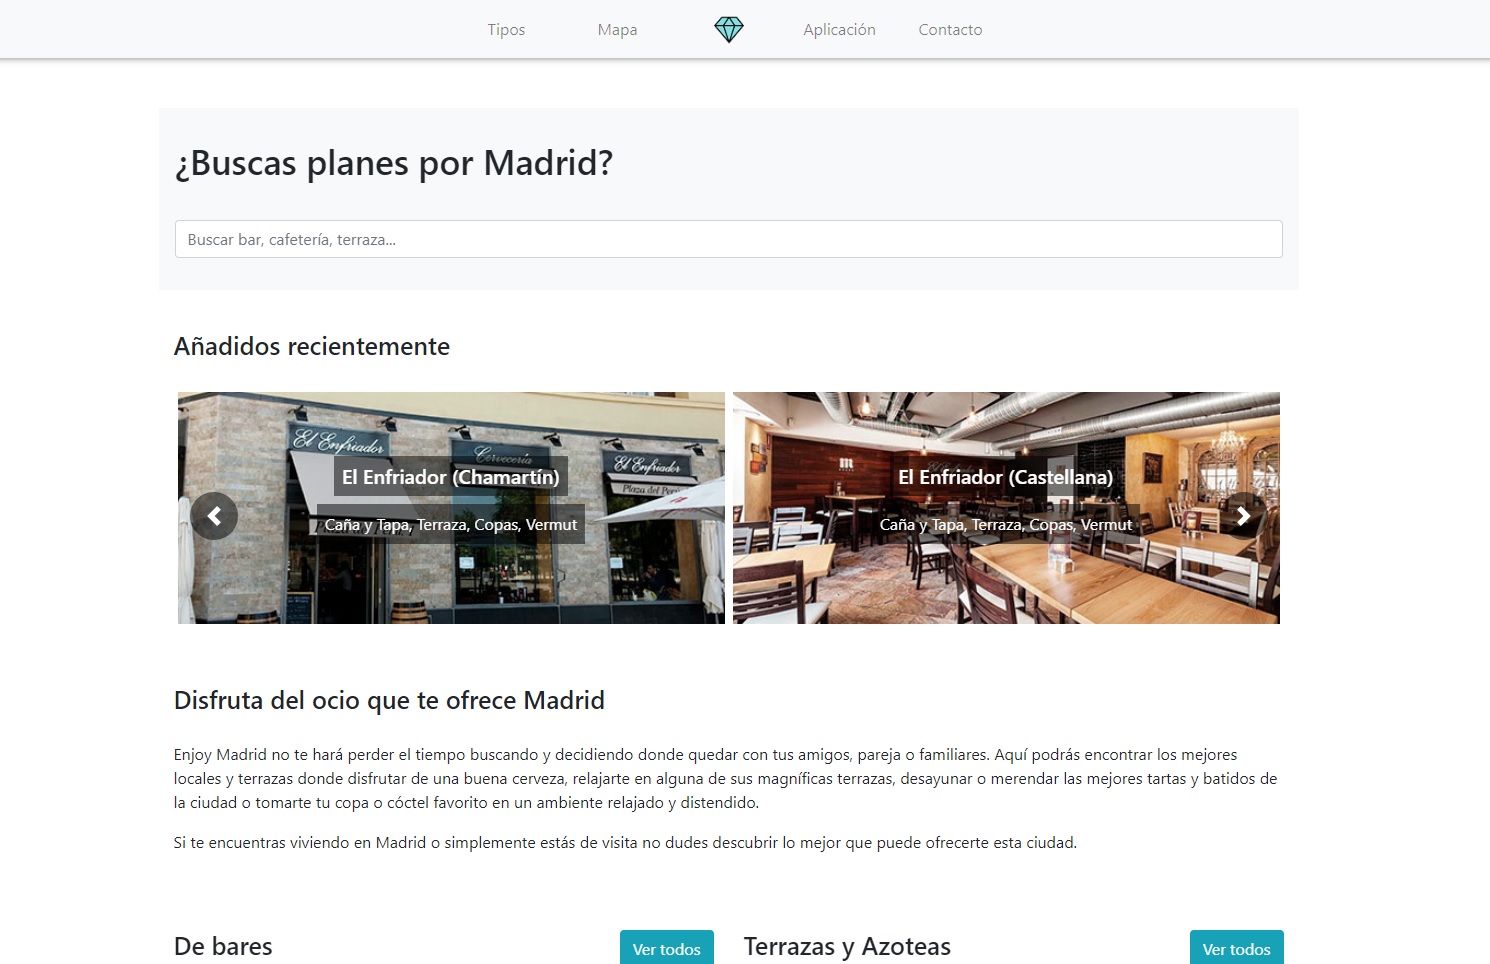 Tipos Mapa Aplicación Contacto
¿Buscas planes por Madrid?
Buscar bar, cafetería, terraza...
Añadidos recientemente
El Enfriador
Cervecería
El Enfriador
Plaza del Perú
El Enfriador (Chamartín)
Caña y Tapa, Terraza, Copas, Vermut
El Enfriador (Castellana)
Caña y Tapa, Terraza, Copas, Vermut
Disfruta del ocio que te ofrece Madrid
Enjoy Madrid no te hará perder el tiempo buscando y decidiendo donde quedar con tus amigos, pareja o familiares. Aquí podrás encontrar los mejores
locales y terrazas donde disfrutar de una buena cerveza, relajarte en alguna de sus magníficas terrazas, desayunar o merendar las mejores tartas y batidos de
la ciudad o tomarte tu copa o cóctel favorito en un ambiente relajado y distendido.
Si te encuentras viviendo en Madrid o simplemente estás de visita no dudes descubrir lo mejor que puede ofrecerte esta ciudad.
De bares
Ver todos
Terrazas y Azoteas
Ver todos